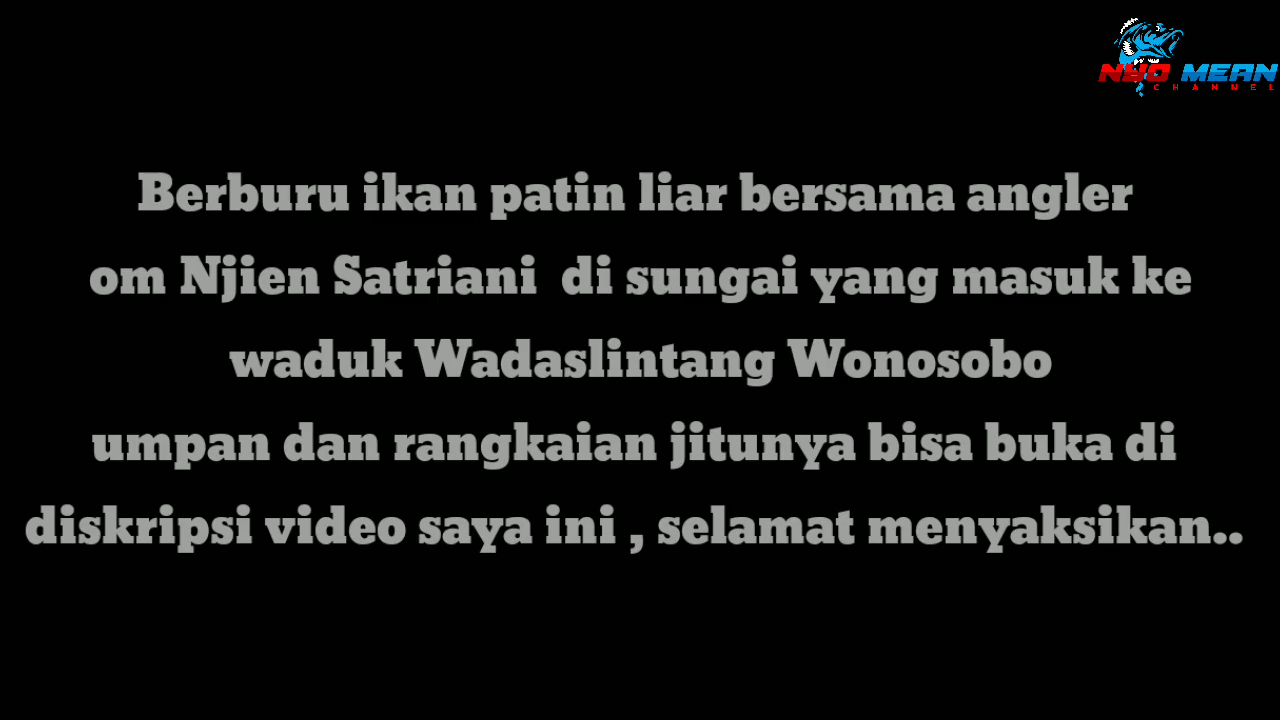 NYO MEAN
CHANNEL
Berburu ikan patin liar bersama angler
om Njien Satriani di sungai yang masuk ke
waduk Wadaslintang Wonosobo
umpan dan rangkaian jitunya bisa buka di
diskripsi video saya ini , selamat menyaksikan..